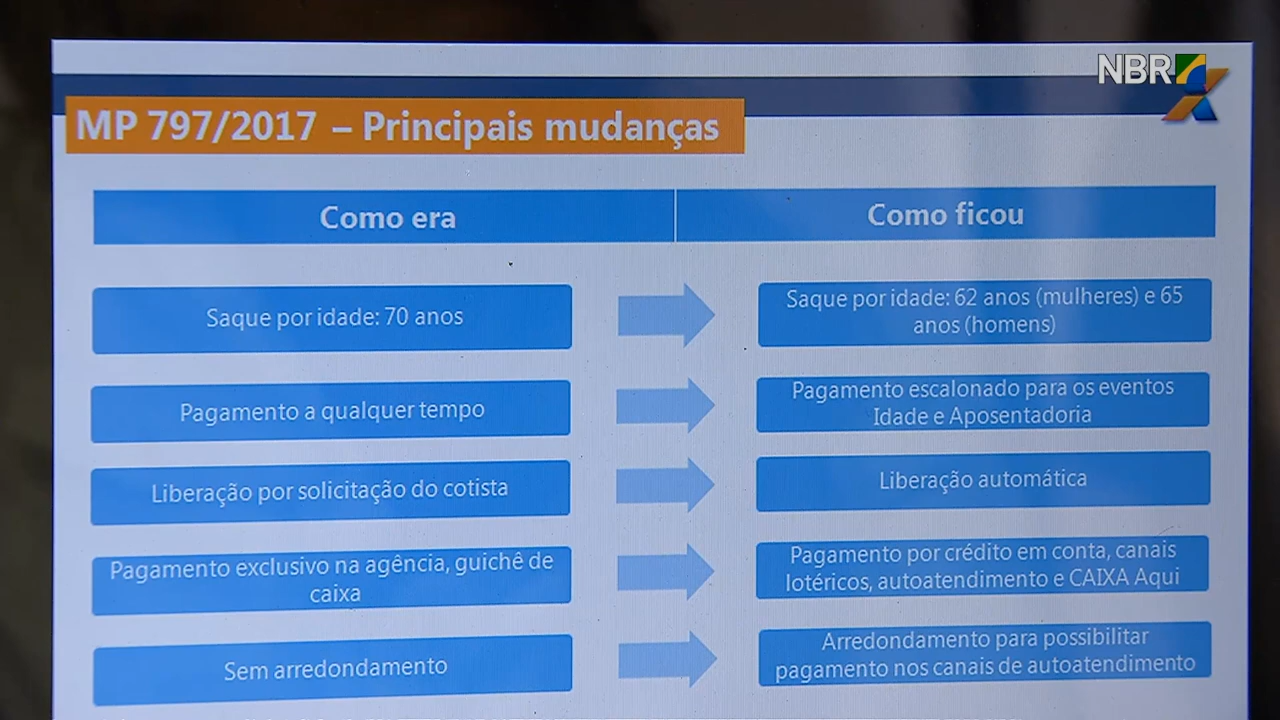 NBR
MP 797/2017 – Principais mudanças
Como era
Como ficou
Saque por idade: 70 anos
Saque por idade: 62 anos (mulheres) e 65
anos (homens)
Pagamento a qualquer tempo
Pagamento escalonado para os eventos
Idade e Aposentadoria
Liberação por solicitação do cotista
Liberação automática
Pagamento exclusivo na agência, guichê de
caixa
Pagamento por crédito em conta, canais
lotéricos, autoatendimento e CAIXA Aqui
Sem arredondamento
Arredondamento para possibilitar
pagamento nos canais de autoatendimento